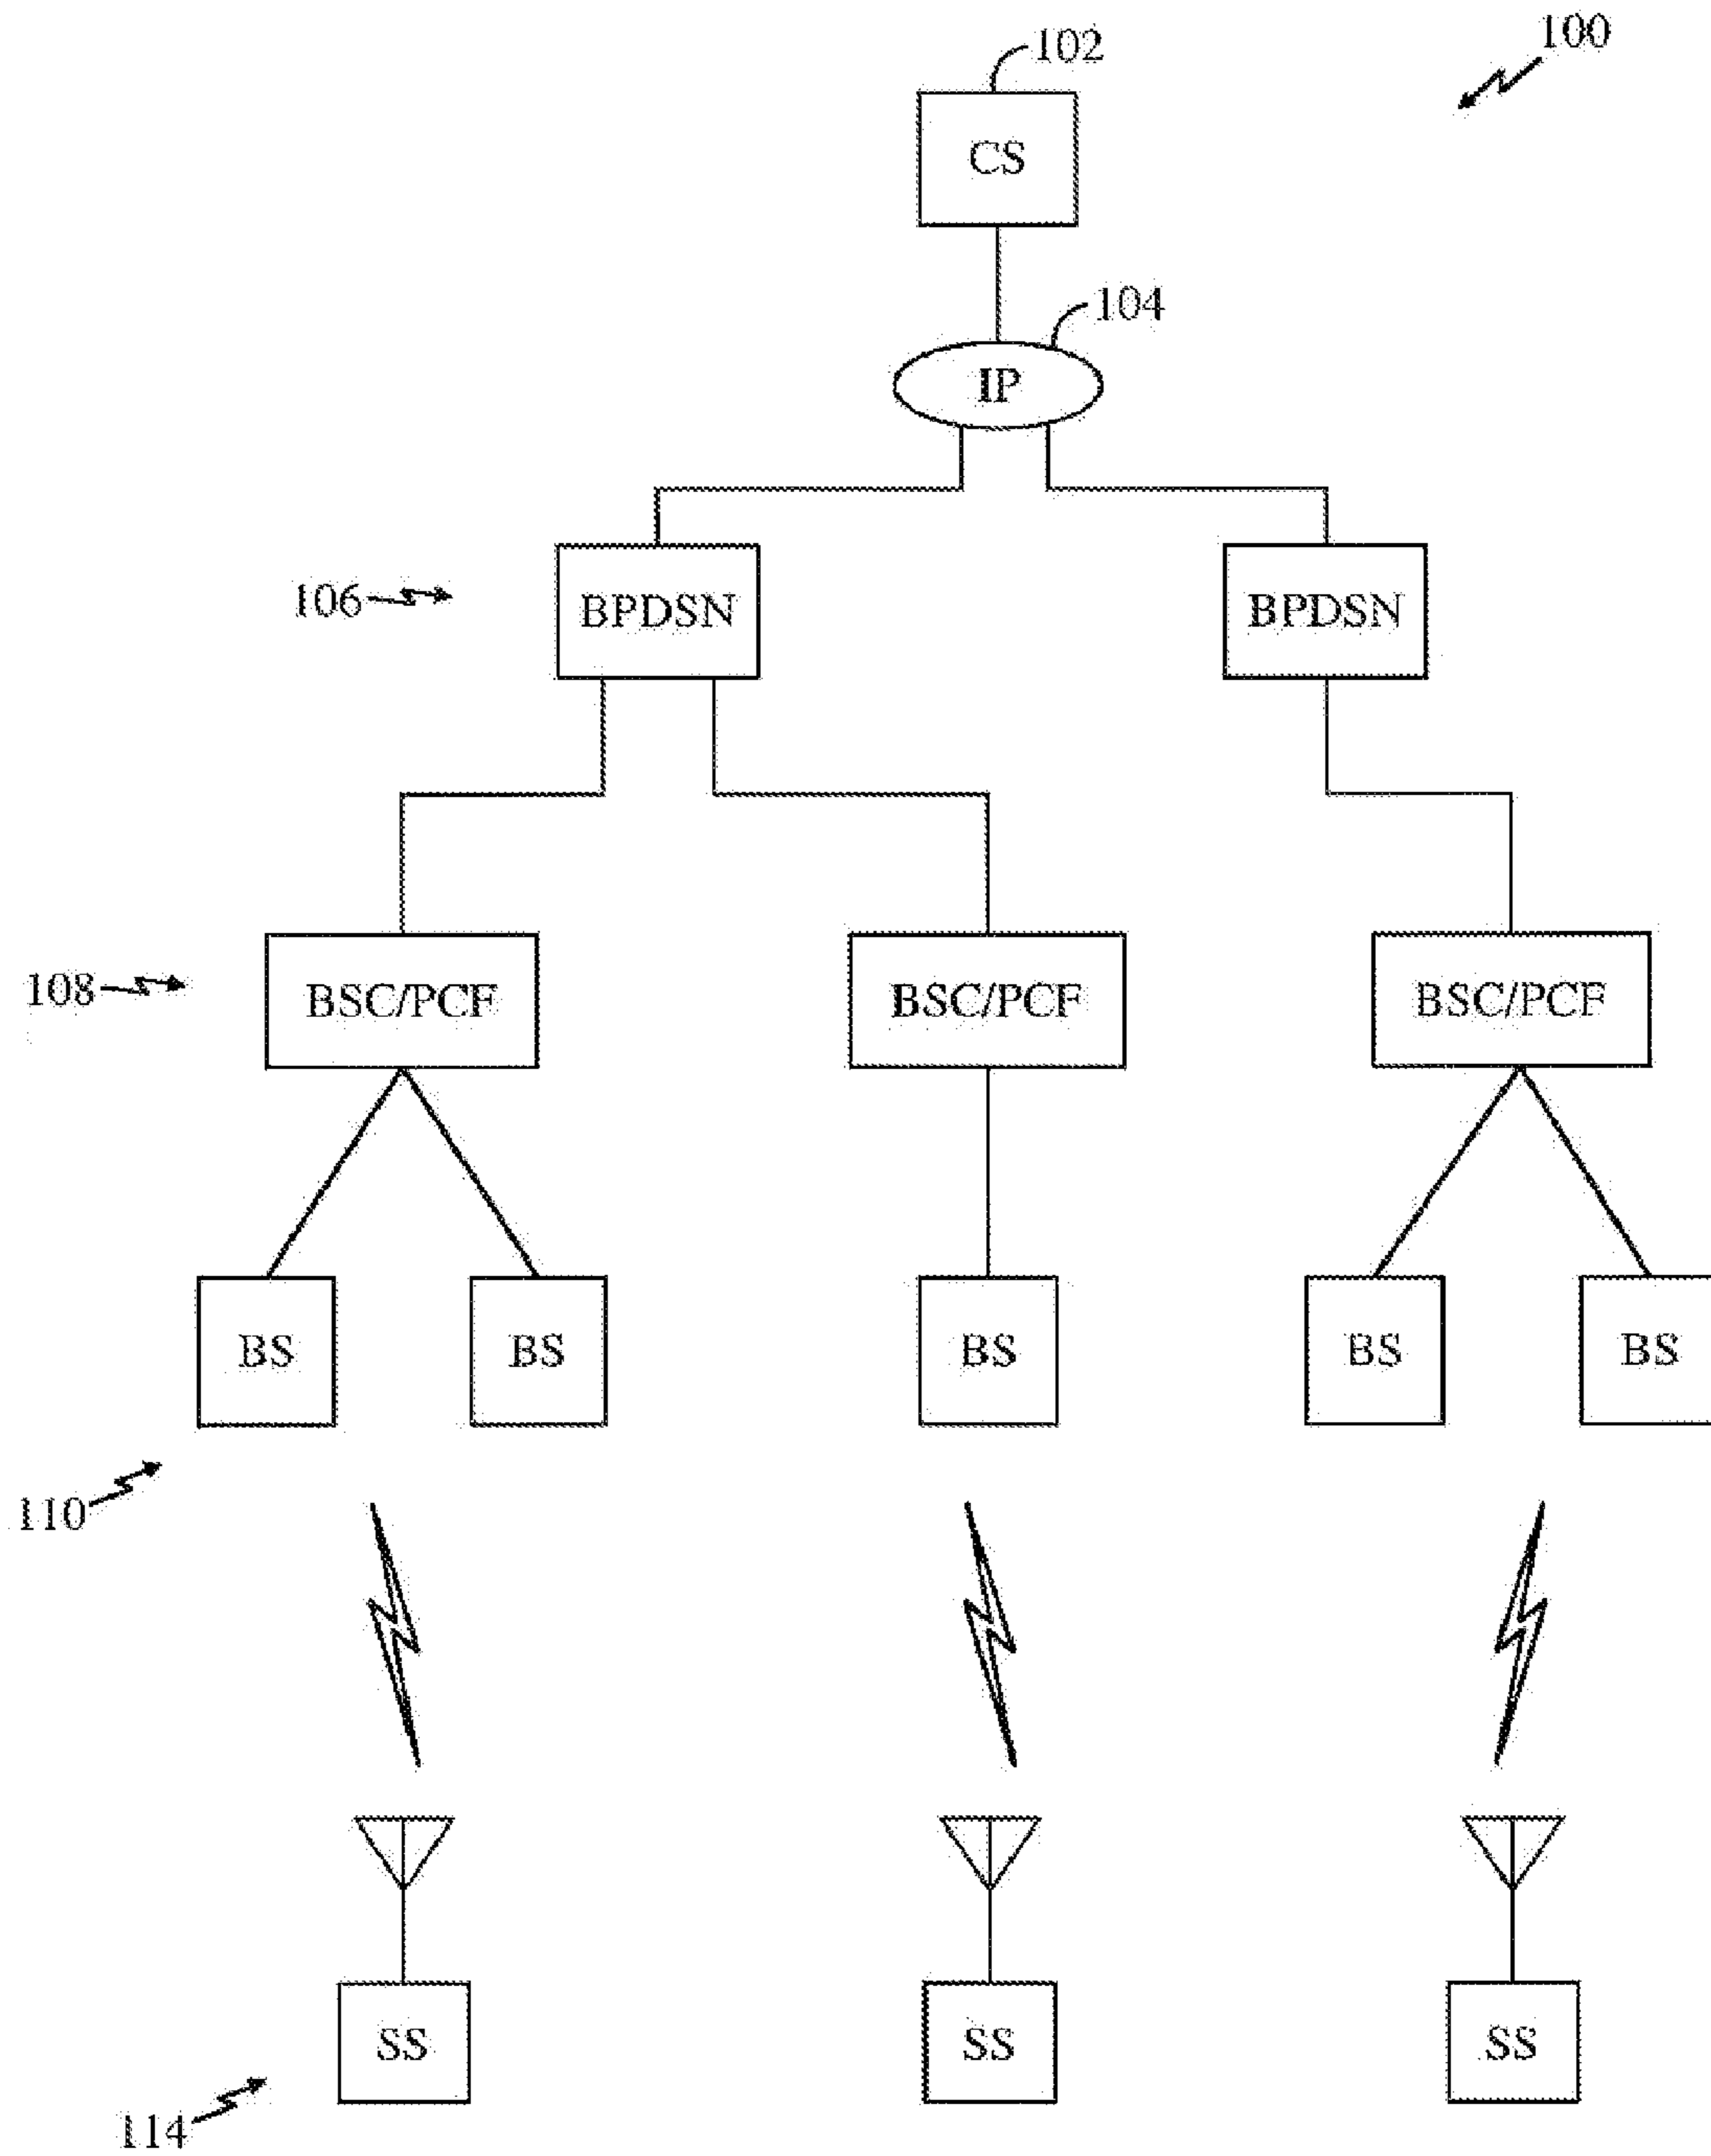 100
102
CS
104
IP
106
BPDSN
BPDSN
108
BSC/PCF
BSC/PCF
BSC/PCF
BS
BS
BS
BS
BS
110
SS
SS
SS
114